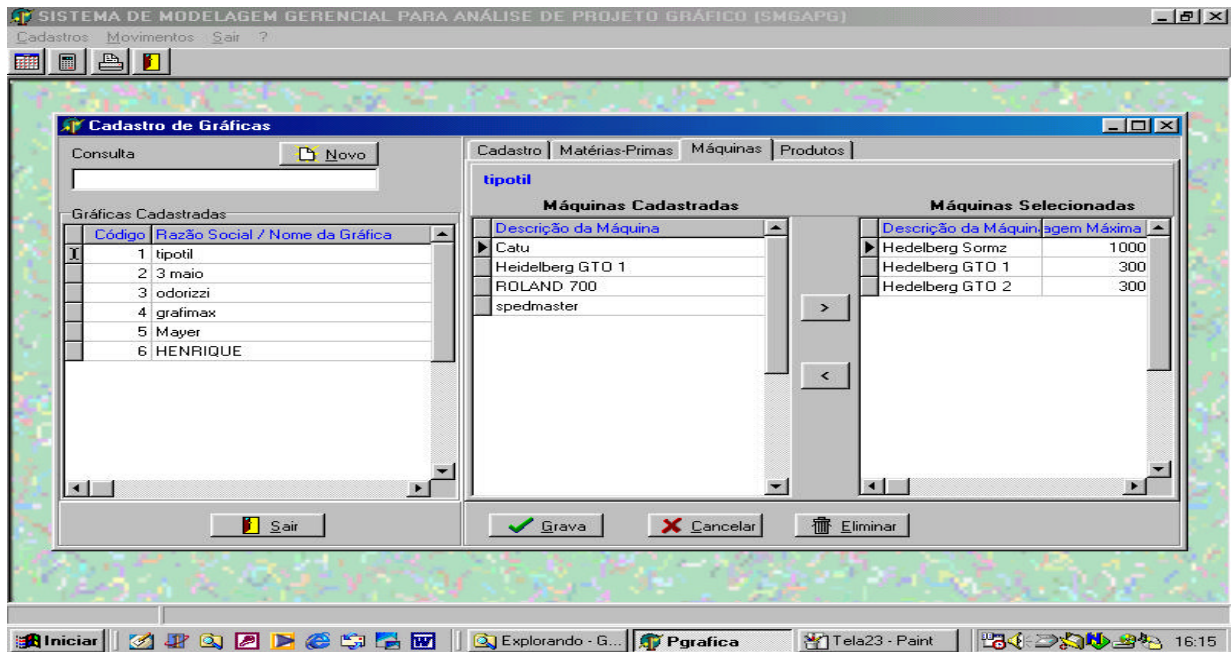 SISTEMA DE MODELAGEM GERENCIAL PARA ANÁLISE DE PROJETO GRÁFICO (SMGAPG)
Cadastros Movimentos Sair ?
Cadastro de Gráficas
Consulta
Novo
Gráficas Cadastradas
Código Razão Social / Nome da Gráfica
1 tipotil
2 3 maio
3 odorizzi
4 grafimax
5 Mayer
6 HENRIQUE
Sair
Cadastro Matérias-Primas Máquinas Produtos
tipotil
Máquinas Cadastradas
Descrição da Máquina
Catu
Heidelberg GTO 1
ROLAND 700
spedmaster
>
<
Máquinas Selecionadas
Descrição da Máquin agem Máxima
Hedelberg Sormz 1000
Hedelberg GTO 1 300
Hedelberg GTO 2 300
Grava Cancelar Eliminar
Iniciar Explorando - G... Pgrafica Tela23 - Paint 16:15